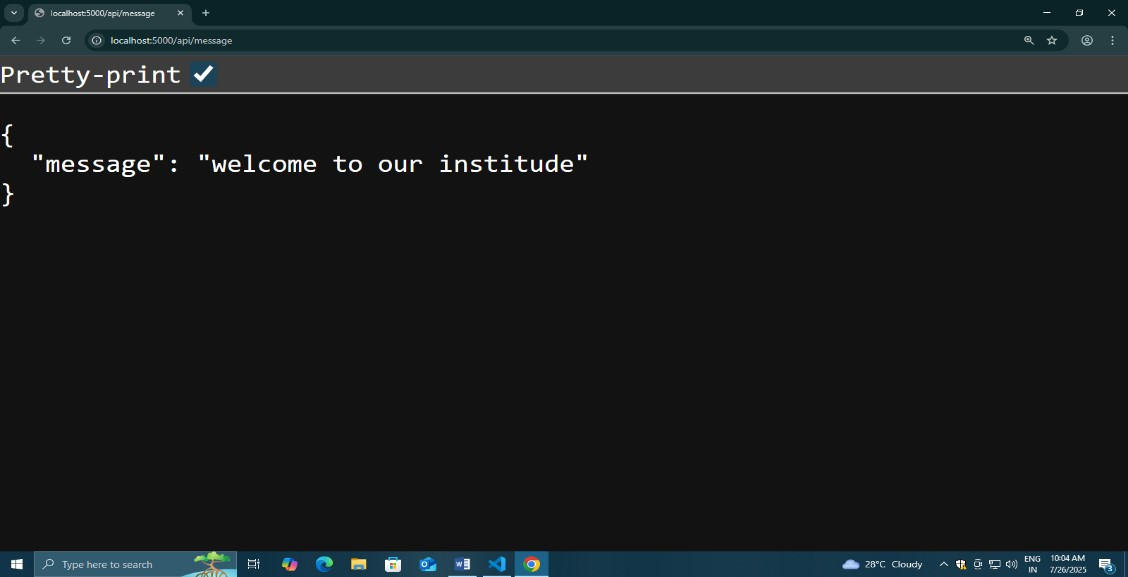 localhost:5000/api/message
localhost:5000/api/message
Pretty-print
{
"message": "welcome to our institude"
}
Type here to search
28°C Cloudy
ENG
IN
10:04 AM
7/26/2025
3